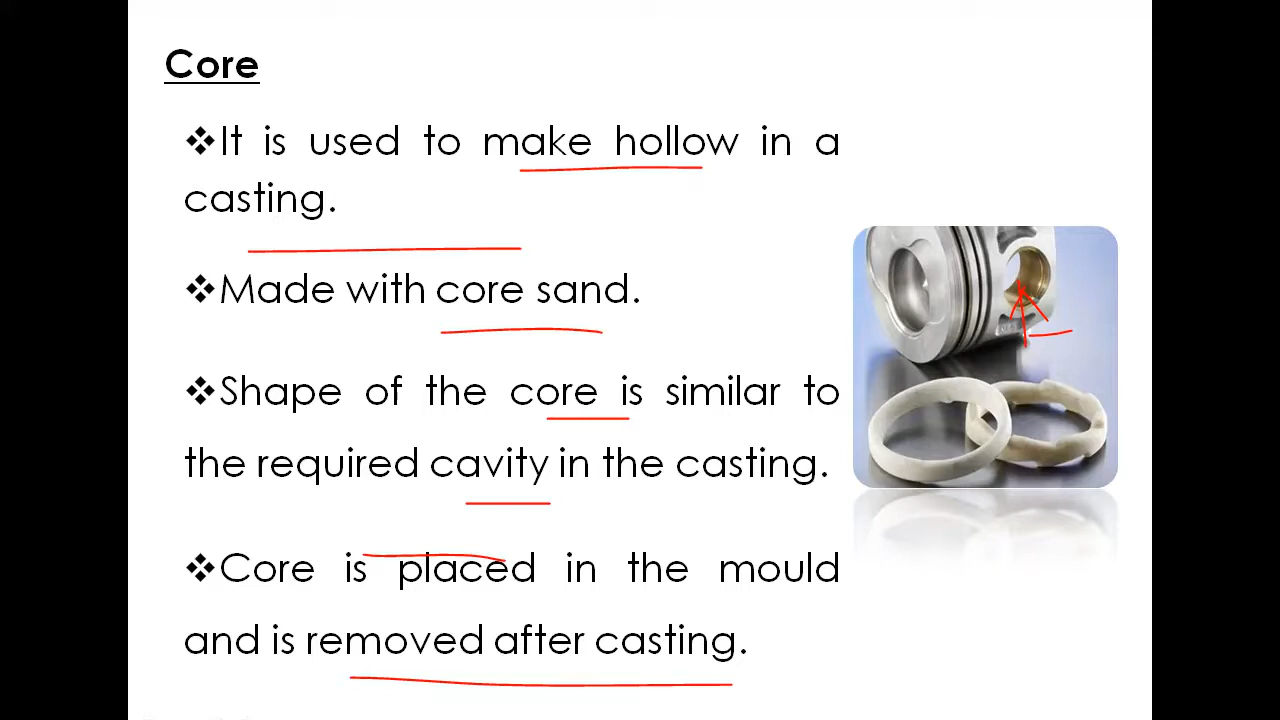 Core
❖It is used to make hollow in a
casting.
❖Made with core sand.
❖Shape of the core is similar to
the required cavity in the casting.
❖Core is placed in the mould
and is removed after casting.